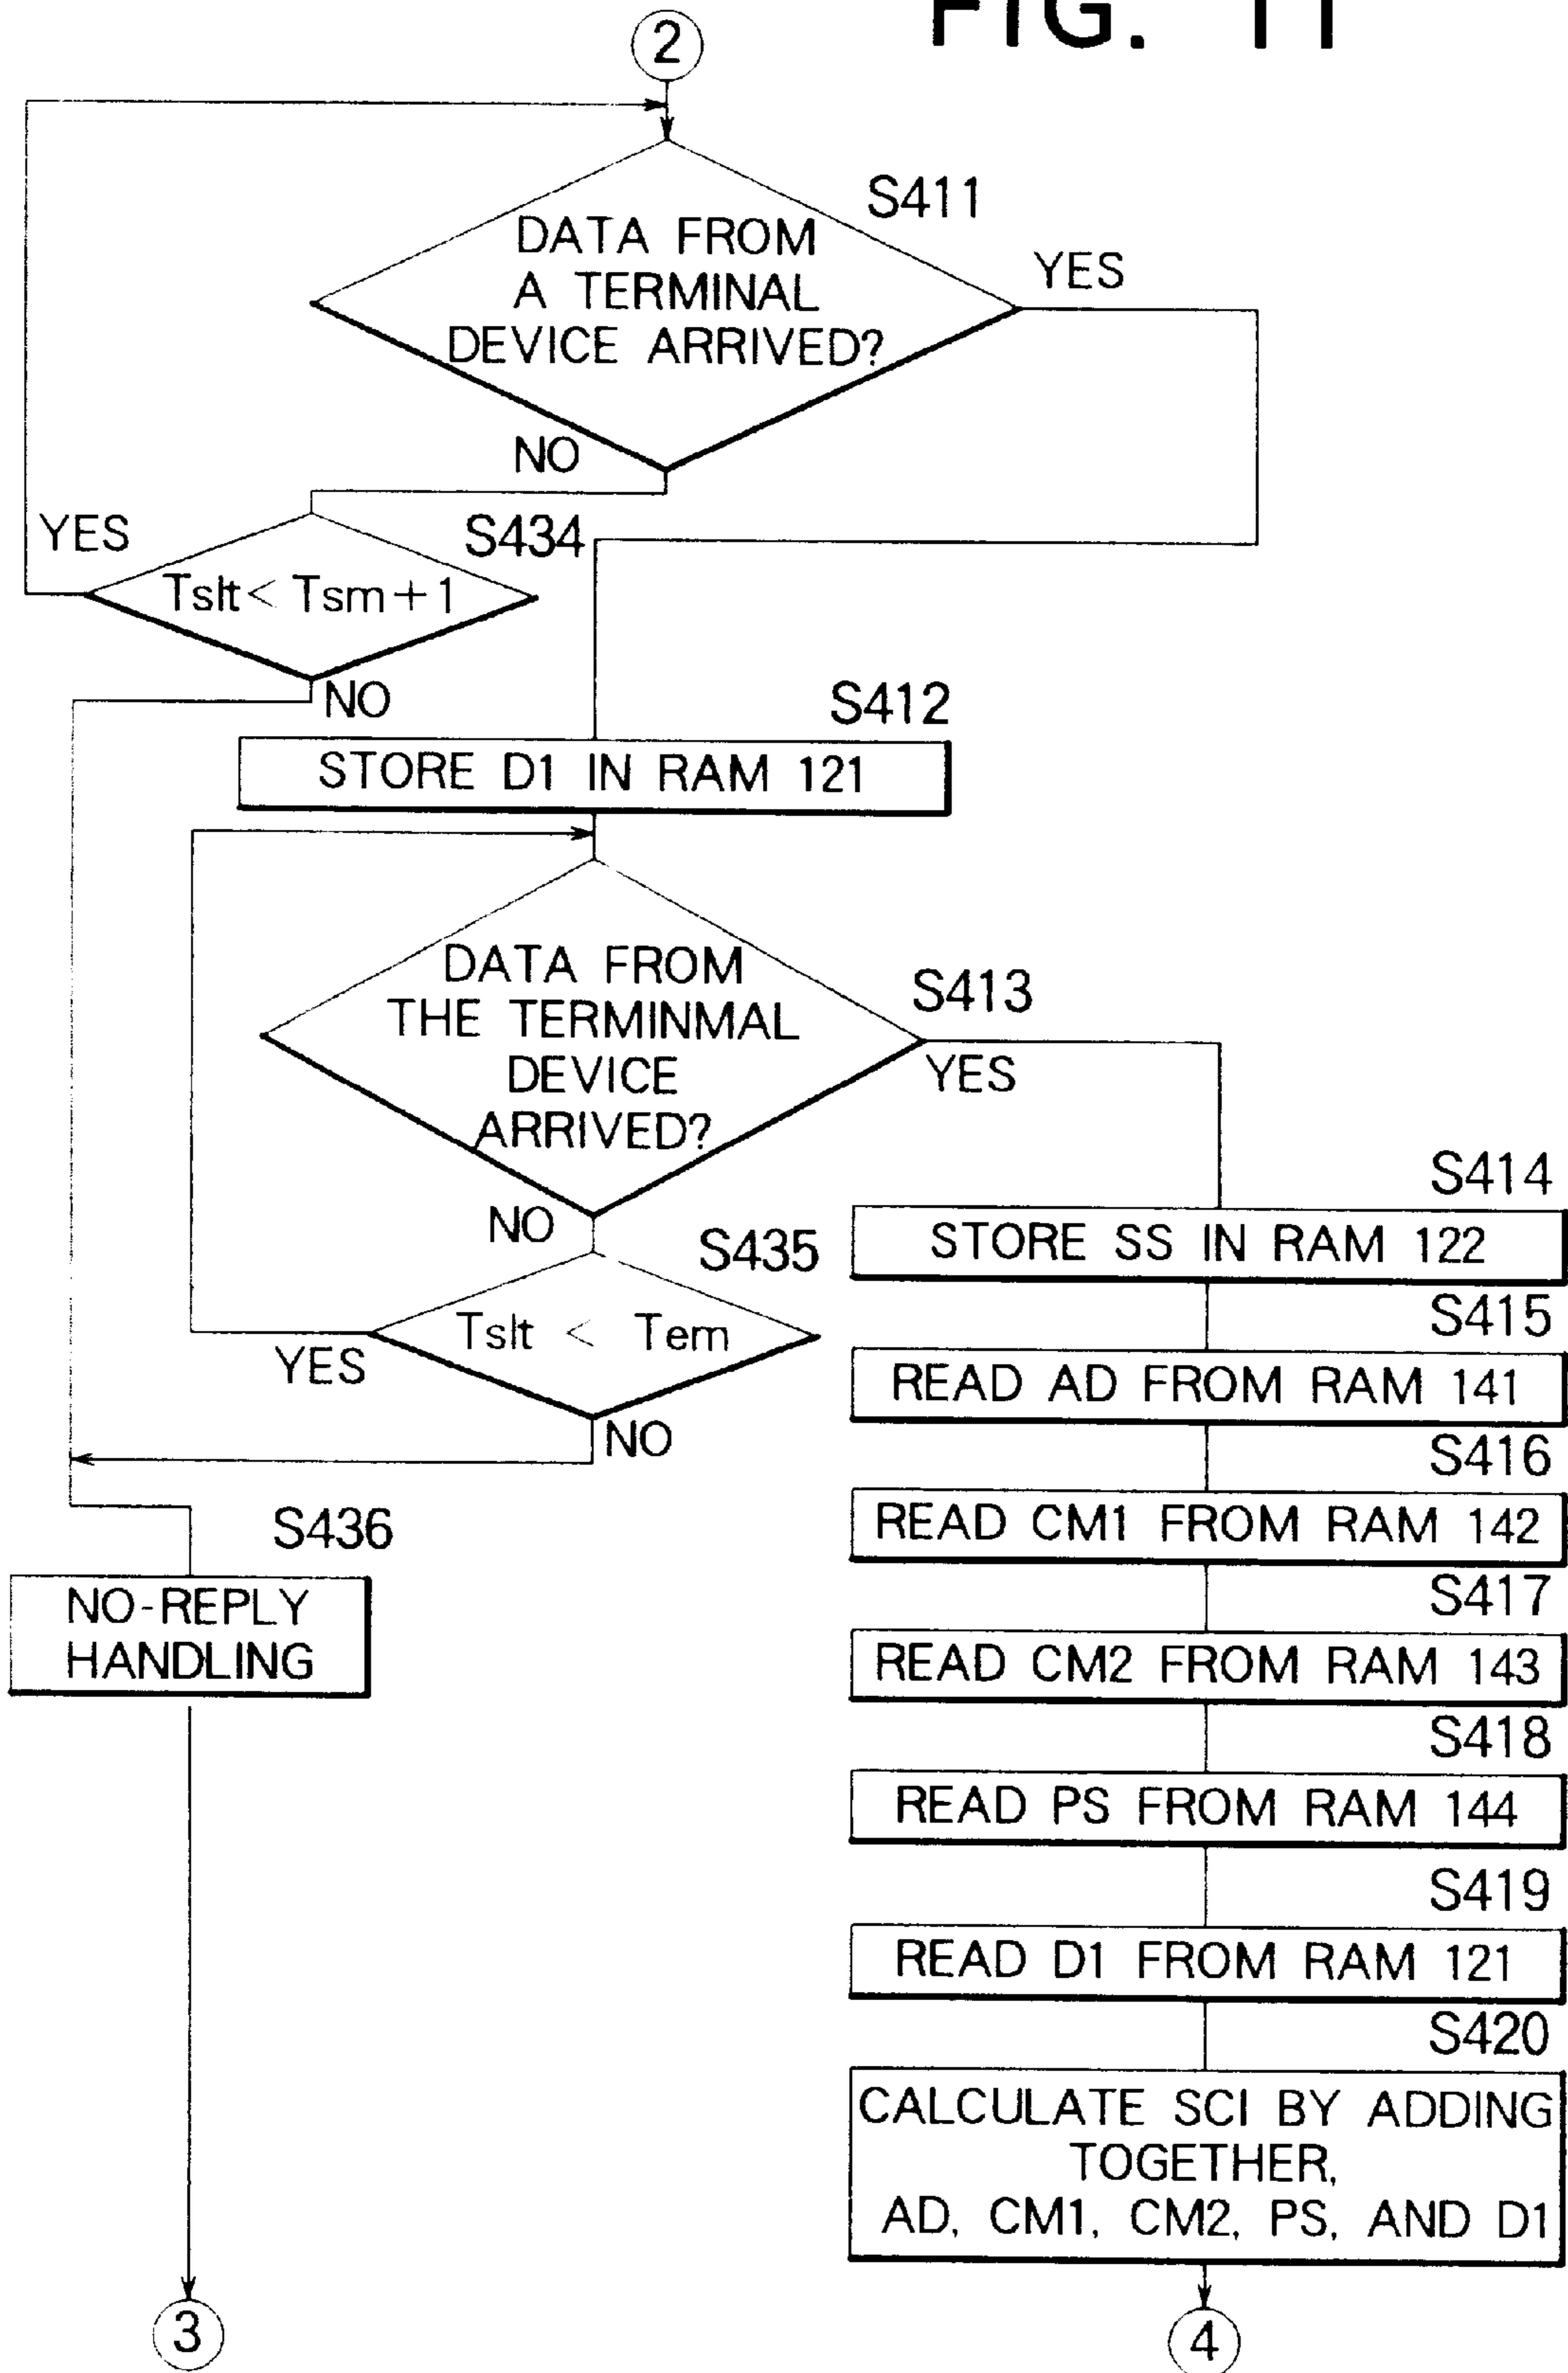 FIG. 11
2
S411
DATA FROM
A TERMINAL
DEVICE ARRIVED?
YES
NO
YES
S434
Tslt< Tsm+1
NO
S412
STORE D1 IN RAM 121
DATA FROM
THE TERMINMAL
DEVICE
ARRIVED?
S413
YES
NO
S435
Tslt < Tem
YES
NO
S436
NO-REPLY
HANDLING
3
S414
STORE SS IN RAM 122
S415
READ AD FROM RAM 141
S416
READ CM1 FROM RAM 142
S417
READ CM2 FROM RAM 143
S418
READ PS FROM RAM 144
S419
READ D1 FROM RAM 121
S420
CALCULATE SCI BY ADDING
TOGETHER,
AD, CM1, CM2, PS, AND D1
4